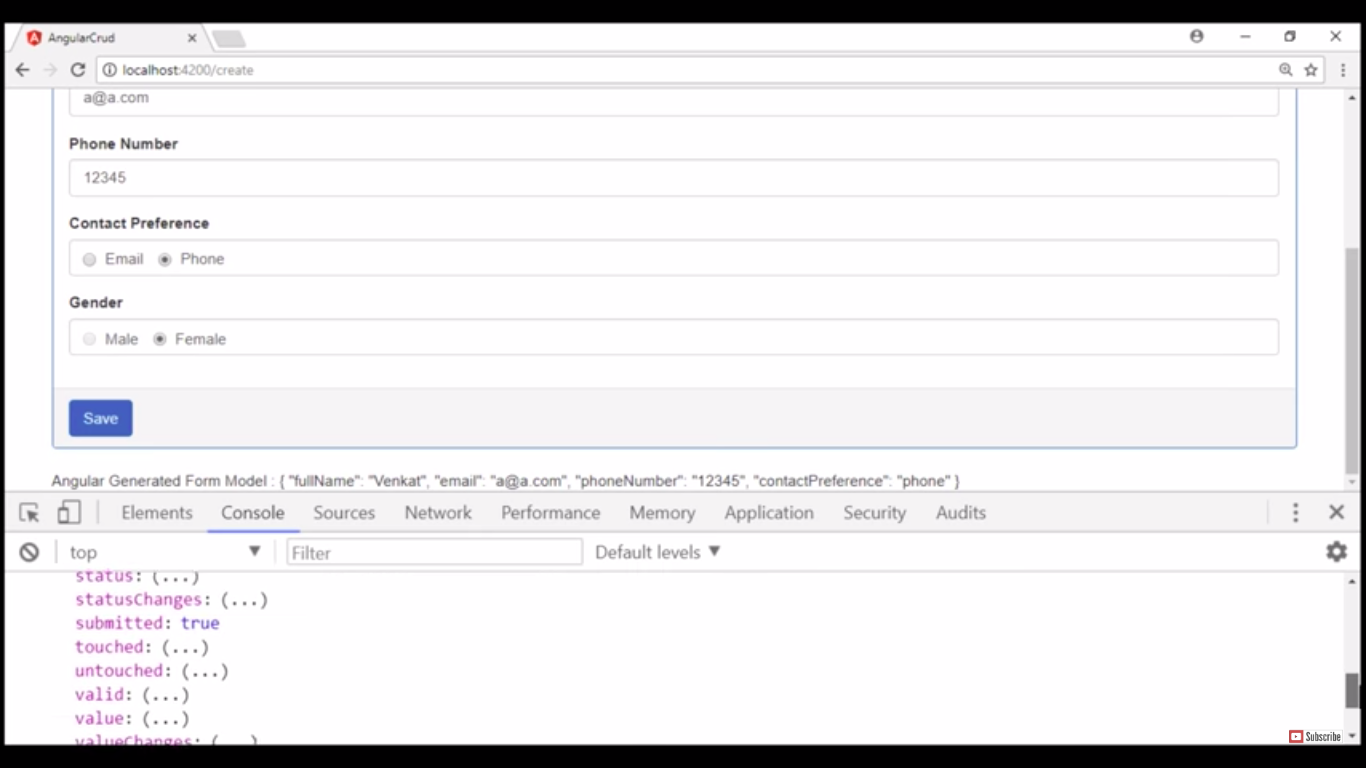 AngularCrud
localhost:4200/create
a@a.com
Phone Number
12345
Contact Preference
Email Phone
Gender
Male Female
Save
Angular Generated Form Model : { "fullName": "Venkat", "email": "a@a.com", "phoneNumber": "12345", "contactPreference": "phone" }
Elements Console Sources Network Performance Memory Application Security Audits
top Filter Default levels
status: (...)
statusChanges: (...)
submitted: true
touched: (...)
untouched: (...)
valid: (...)
value: (...)
valueChanges: (...)
Subscribe